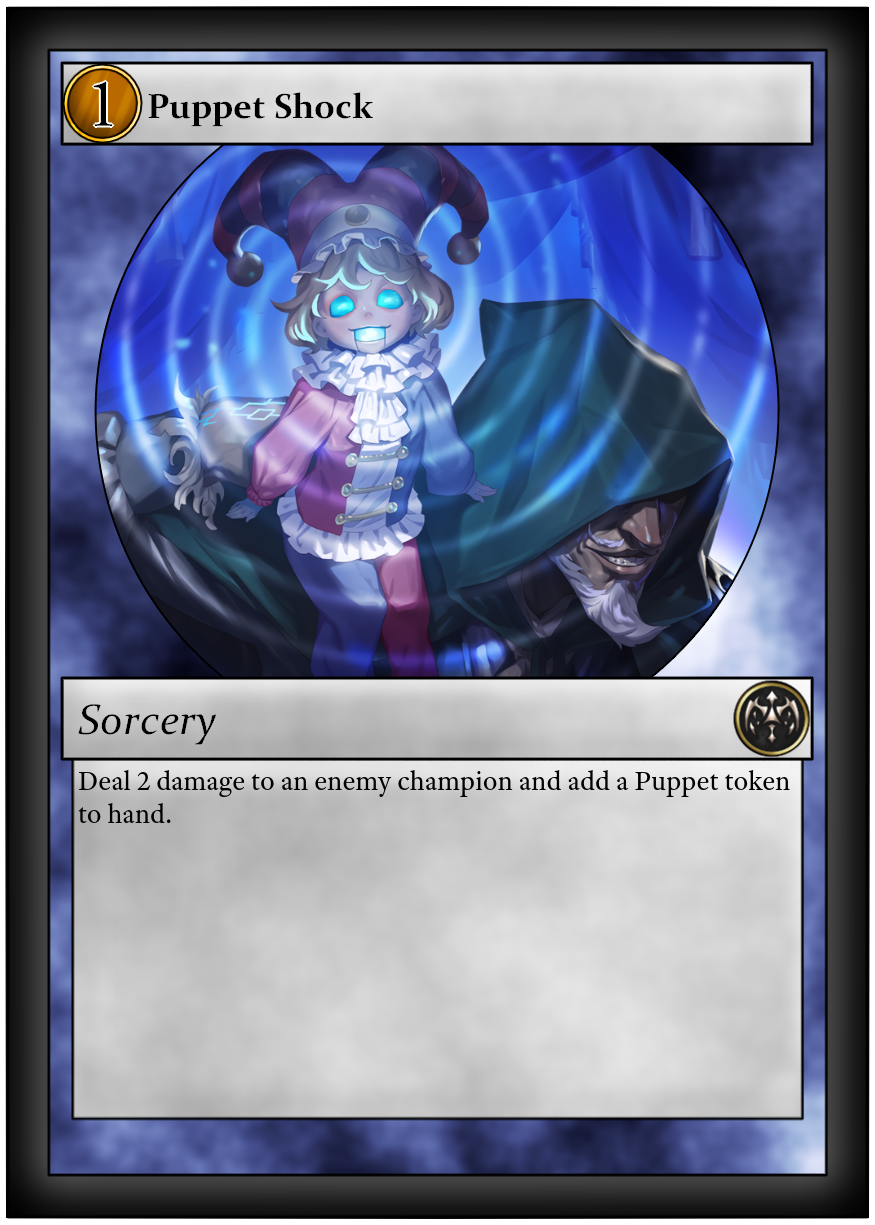 1
Puppet Shock
Sorcery
Deal 2 damage to an enemy champion and add a Puppet token
to hand.